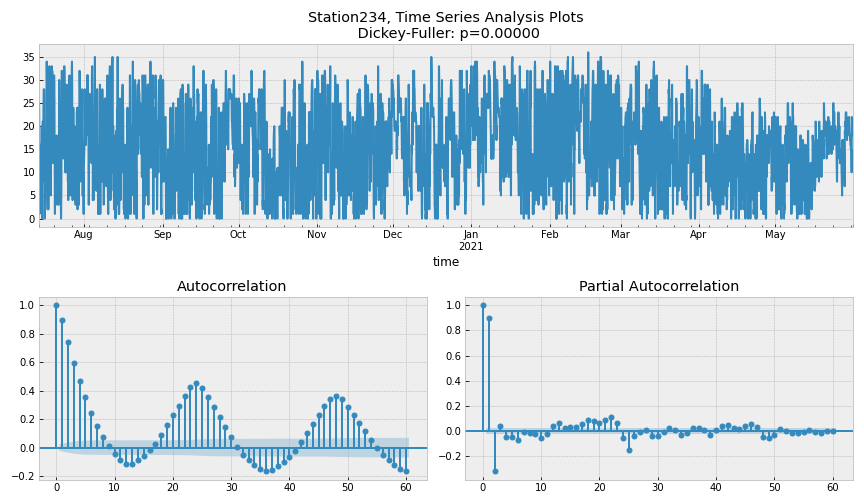 Station234, Time Series Analysis Plots
Dickey-Fuller: p=0.00000
35
30
25
20
15
10
5
0
Aug Sep Oct Nov Dec Jan Feb Mar Apr May
2021
time
Autocorrelation
1.0
0.8
0.6
0.4
0.2
0.0
−0.2
0 10 20 30 40 50 60
Partial Autocorrelation
1.0
0.8
0.6
0.4
0.2
0.0
−0.2
0 10 20 30 40 50 60